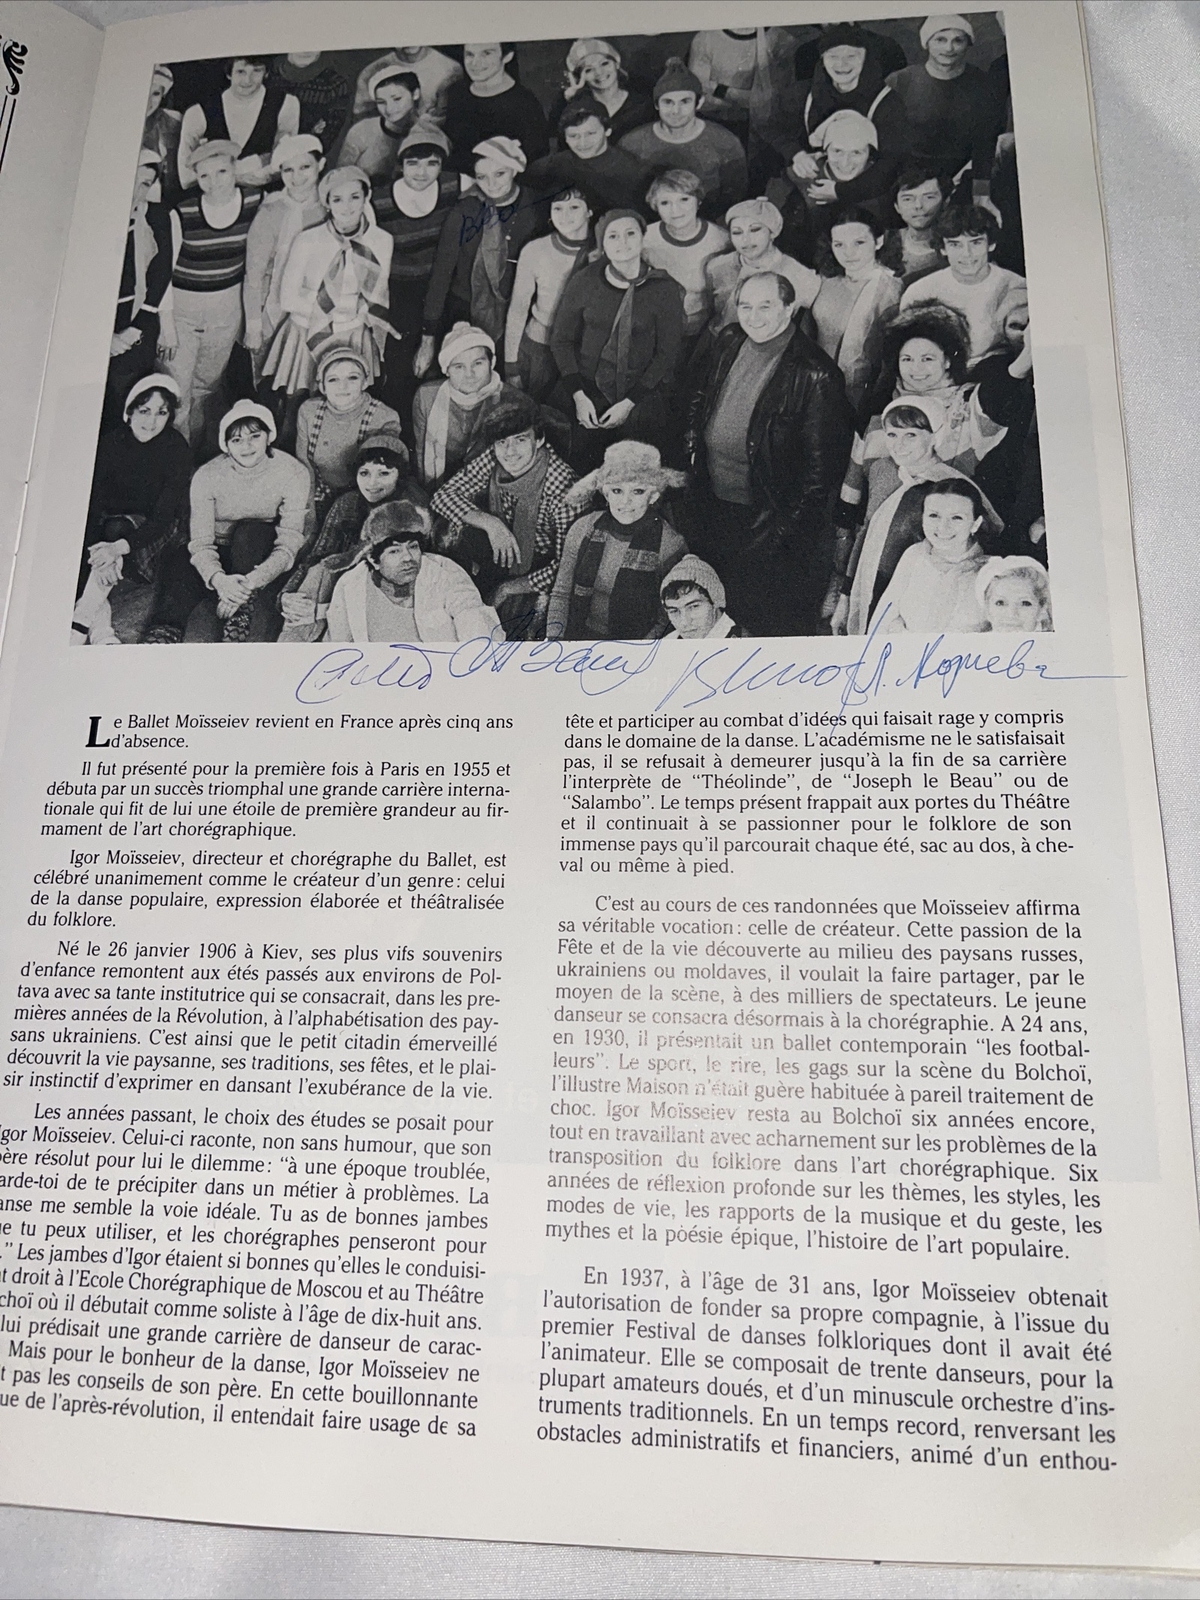 Le Ballet Moïsseiev revient en France après cinq ans
d'absence.
Il fut présenté pour la première fois à Paris en 1955 et
débuta par un succès triomphal une grande carrière interna-
tionale qui fit de lui une étoile de première grandeur au fir-
mament de l'art chorégraphique.
Igor Moïsseiev, directeur et chorégraphe du Ballet, est
célébré unanimement comme le créateur d'un genre : celui
de la danse populaire, expression élaborée et théâtralisée
du folklore.
Né le 26 janvier 1906 à Kiev, ses plus vifs souvenirs
d'enfance remontent aux étés passés aux environs de Pol-
tava avec sa tante institutrice qui se consacrait, dans les pre-
mières années de la Révolution, à l'alphabétisation des pay-
sans ukrainiens. C'est ainsi que le petit citadin émerveillé
découvrit la vie paysanne, ses traditions, ses fêtes, et le plai-
sir instinctif d'exprimer en dansant l'exubérance de la vie.
Les années passant, le choix des études se posait pour
gor Moïsseiev. Celui-ci raconte, non sans humour, que son
ère résolut pour lui le dilemme : "à une époque troublée,
arde-toi de te précipiter dans un métier à problèmes. La
anse me semble la voie idéale. Tu as de bonnes jambes
e tu peux utiliser, et les chorégraphes penseront pour
." Les jambes d'Igor étaient si bonnes qu'elles le conduisi-
t droit à l'Ecole Chorégraphique de Moscou et au Théâtre
choï où il débutait comme soliste à l'âge de dix-huit ans.
lui prédisait une grande carrière de danseur de carac-
Mais pour le bonheur de la danse, Igor Moïsseiev ne
t pas les conseils de son père. En cette bouillonnante
ue de l'après-révolution, il entendait faire usage de sa
tête et participer au combat d'idées qui faisait rage y compris
dans le domaine de la danse. L'académisme ne le satisfaisait
pas, il se refusait à demeurer jusqu'à la fin de sa carrière
l'interprète de "Théolinde", de "Joseph le Beau" ou de
"Salambo". Le temps présent frappait aux portes du Théâtre
et il continuait à se passionner pour le folklore de son
immense pays qu'il parcourait chaque été, sac au dos, à che-
val ou même à pied.
C'est au cours de ces randonnées que Moïsseiev affirma
sa véritable vocation : celle de créateur. Cette passion de la
Fête et de la vie découverte au milieu des paysans russes,
ukrainiens ou moldaves, il voulait la faire partager, par le
moyen de la scène, à des milliers de spectateurs. Le jeune
danseur se consacra désormais à la chorégraphie. A 24 ans,
en 1930, il présentait un ballet contemporain "les footbal-
leurs". Le sport, le rire, les gags sur la scène du Bolchoï,
l'illustre Maison n'était guère habituée à pareil traitement de
choc. Igor Moïsseiev resta au Bolchoï six années encore,
tout en travaillant avec acharnement sur les problèmes de la
transposition du folklore dans l'art chorégraphique. Six
années de réflexion profonde sur les thèmes, les styles, les
modes de vie, les rapports de la musique et du geste, les
mythes et la poésie épique, l'histoire de l'art populaire.
En 1937, à l'âge de 31 ans, Igor Moïsseiev obtenait
l'autorisation de fonder sa propre compagnie, à l'issue du
premier Festival de danses folkloriques dont il avait été
l'animateur. Elle se composait de trente danseurs, pour la
plupart amateurs doués, et d'un minuscule orchestre d'ins-
truments traditionnels. En un temps record, renversant les
obstacles administratifs et financiers, animé d'un enthou-